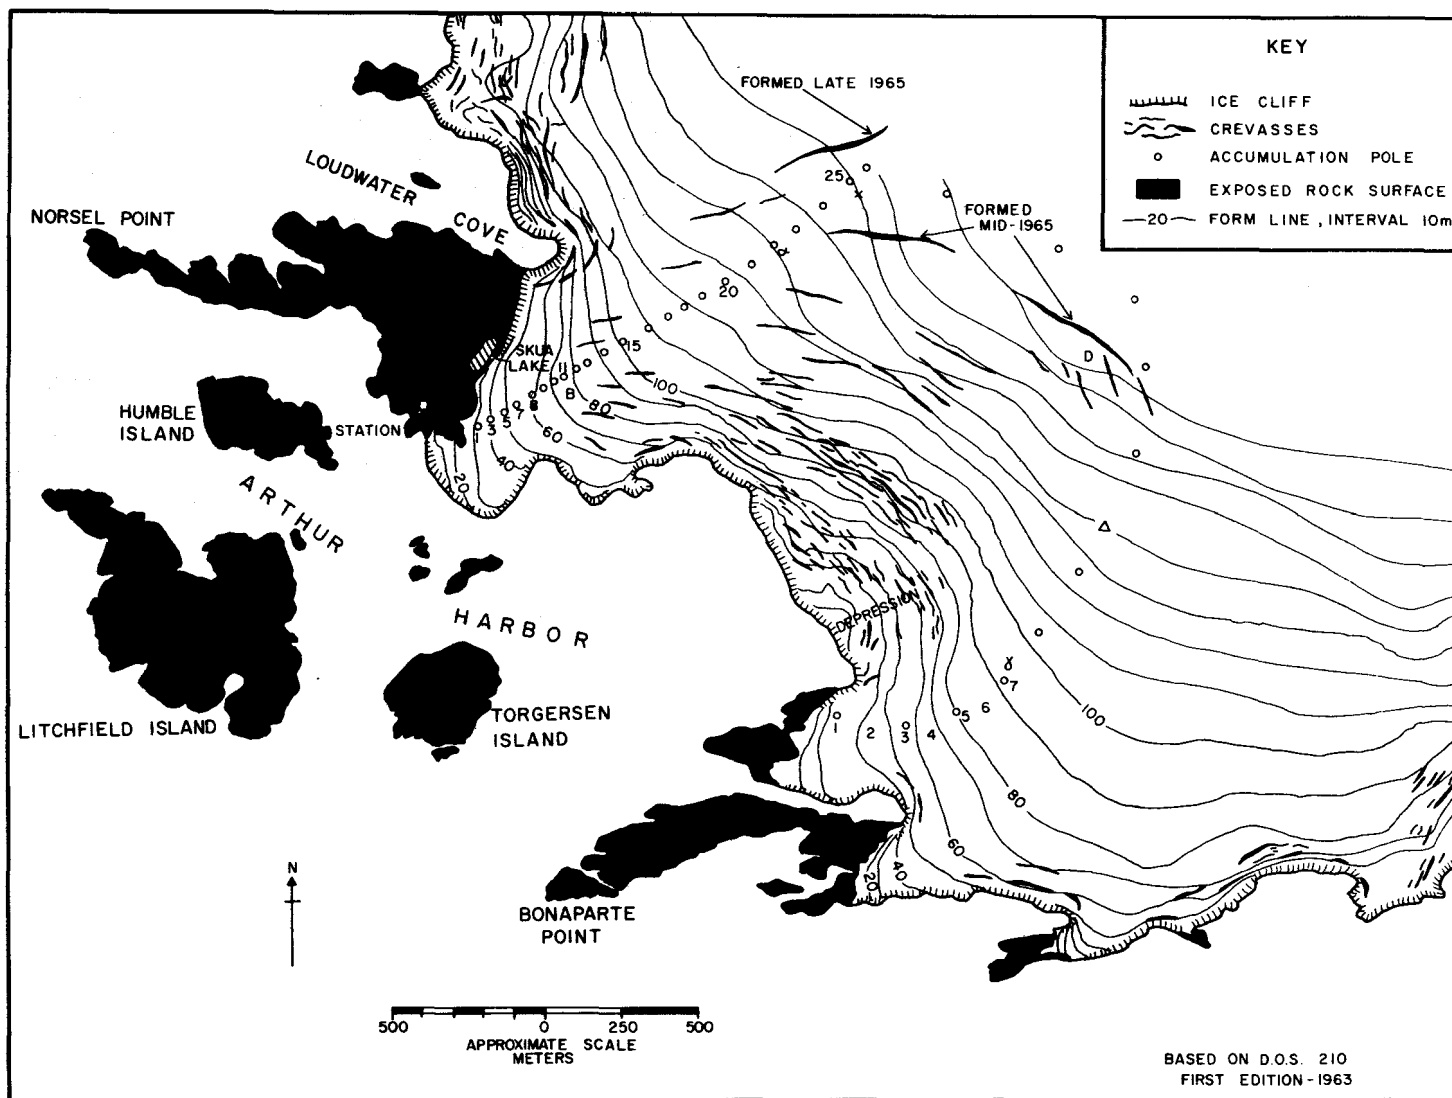 KEY
ICE CLIFF
CREVASSES
ACCUMULATION POLE
EXPOSED ROCK SURFACE
20 FORM LINE, INTERVAL 10m
FORMED LATE 1965
25
FORMED
MID-1965
LOUDWATER
COVE
NORSEL POINT
20
15
SKUA
LAKE
11
B
8
7
5
3
1
D
100
80
60
40
20
HUMBLE
ISLAND
STATION
ARTHUR
HARBOR
DEPRESSION
LITCHFIELD ISLAND
TORGERSEN
ISLAND
1
2
3
4
5
6
7
100
80
60
40
20
BONAPARTE
POINT
N
500 0 250 500
APPROXIMATE SCALE
METERS
BASED ON D.O.S. 210
FIRST EDITION-1963